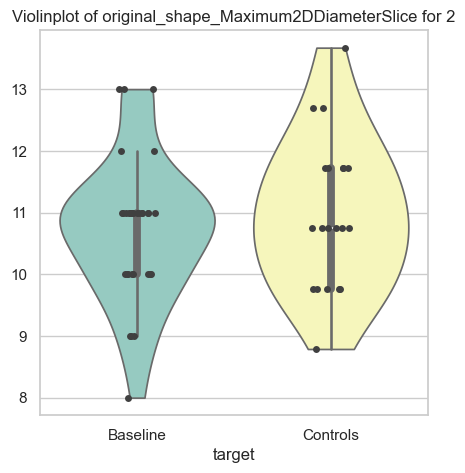 Violinplot of original_shape_Maximum2DDiameterSlice for 2
13
12
11
10
9
8
Baseline
Controls
target